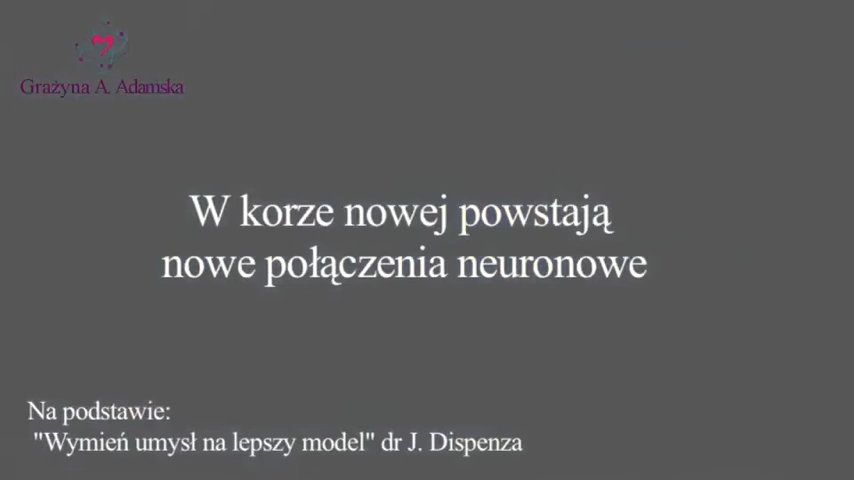 Grażyna A. Adamska
W korze nowej powstają
nowe połączenia neuronowe
Na podstawie:
"Wymień umysł na lepszy model" dr J. Dispenza